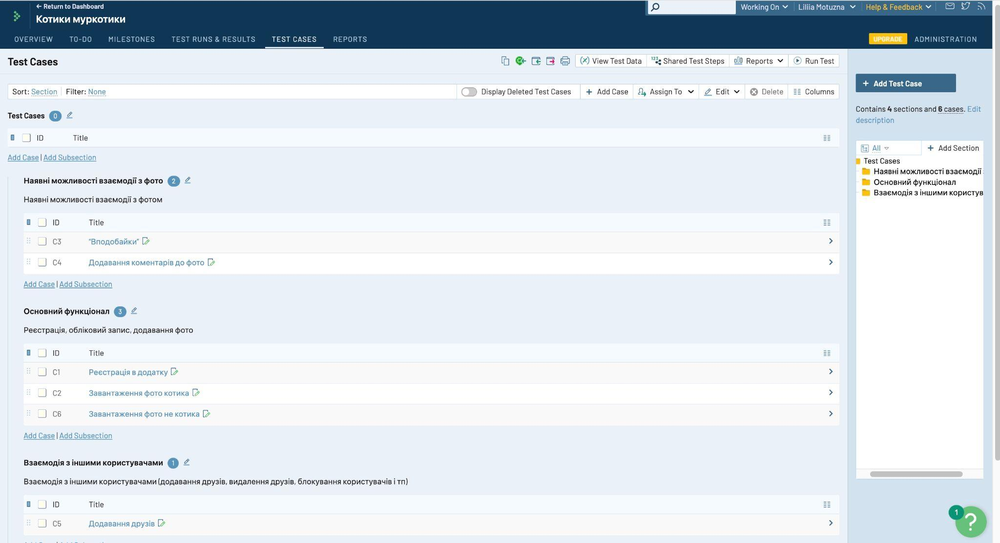 ← Return to Dashboard
Котики муркотики
Working On
Liliia Motuzna
Help & Feedback
OVERVIEW
TO-DO
MILESTONES
TEST RUNS & RESULTS
TEST CASES
REPORTS
UPGRADE
ADMINISTRATION
Test Cases
View Test Data
123 Shared Test Steps
Reports
Run Test
Sort: Section
Filter: None
Display Deleted Test Cases
+ Add Case
Assign To
Edit
Delete
Columns
Test Cases 0
ID Title
Add Case | Add Subsection
Наявні можливості взаємодії з фото 2
Наявні можливості взаємодії з фотом
ID Title
C3 “Вподобайки”
C4 Додавання коментарів до фото
Add Case | Add Subsection
Основний функціонал 3
Реєстрація, обліковий запис, додавання фото
ID Title
C1 Реєстрація в додатку
C2 Завантаження фото котика
C6 Завантаження фото не котика
Add Case | Add Subsection
Взаємодія з іншими користувачами 1
Взаємодія з іншими користувачами (додавання друзів, видалення друзів, блокування користувачів і тп)
ID Title
C5 Додавання друзів
+ Add Test Case
Contains 4 sections and 6 cases. Edit
description
All
+ Add Section
Test Cases
Наявні можливості взаємодії
Основний функціонал
Взаємодія з іншими користув
1
?